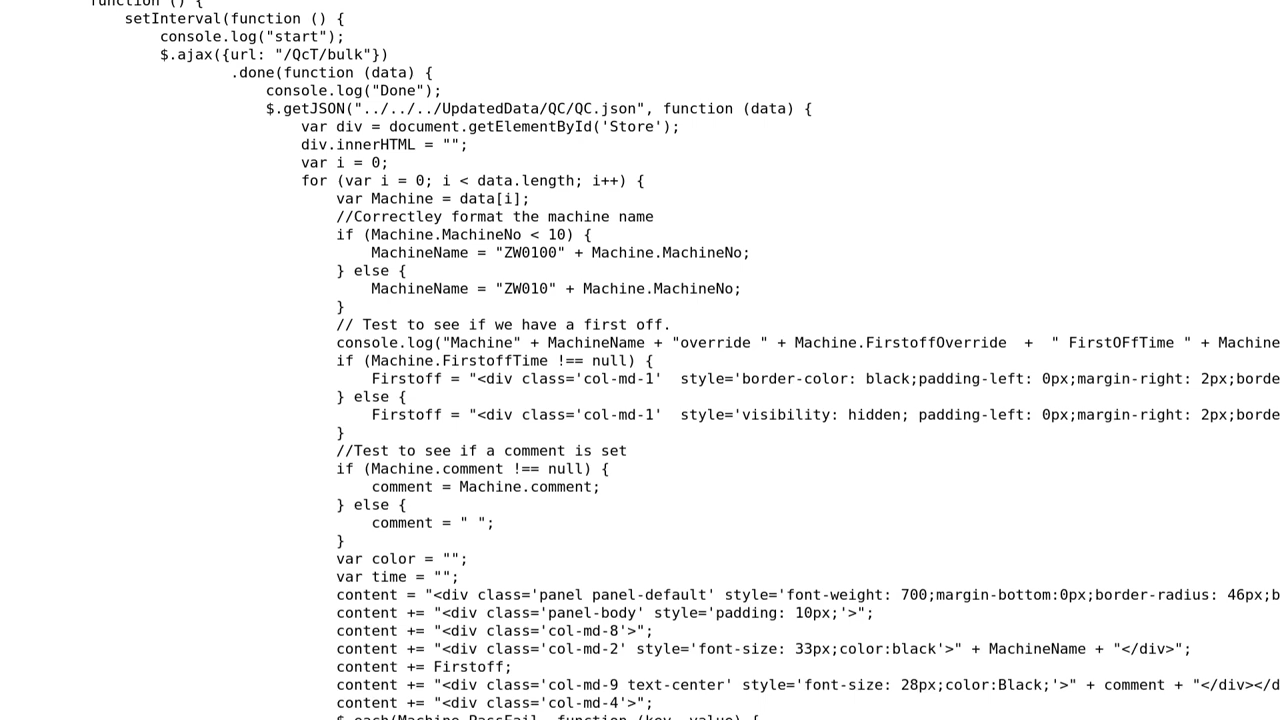 function () {
setInterval(function () {
console.log("start");
$.ajax({url: "/QcT/bulk"})
.done(function (data) {
console.log("Done");
$.getJSON("../../../UpdatedData/QC/QC.json", function (data) {
var div = document.getElementById('Store');
div.innerHTML = "";
var i = 0;
for (var i = 0; i < data.length; i++) {
var Machine = data[i];
//Correctley format the machine name
if (Machine.MachineNo < 10) {
MachineName = "ZW0100" + Machine.MachineNo;
} else {
MachineName = "ZW010" + Machine.MachineNo;
}
// Test to see if we have a first off.
console.log("Machine" + MachineName + "override " + Machine.FirstoffOverride  +  " FirstOFfTime " + Machine
if (Machine.FirstoffTime !== null) {
Firstoff = "<div class='col-md-1'  style='border-color: black;padding-left: 0px;margin-right: 2px;borde
} else {
Firstoff = "<div class='col-md-1'  style='visibility: hidden; padding-left: 0px;margin-right: 2px;borde
}
//Test to see if a comment is set
if (Machine.comment !== null) {
comment = Machine.comment;
} else {
comment = " ";
}
var color = "";
var time = "";
content = "<div class='panel panel-default' style='font-weight: 700;margin-bottom:0px;border-radius: 46px;b
content += "<div class='panel-body' style='padding: 10px;'>";
content += "<div class='col-md-8'>";
content += "<div class='col-md-2' style='font-size: 33px;color:black'>" + MachineName + "</div>";
content += Firstoff;
content += "<div class='col-md-9 text-center' style='font-size: 28px;color:Black;'>" + comment + "</div></d
content += "<div class='col-md-4'>";
$.each(Machine.PassFail, function (key, value) {